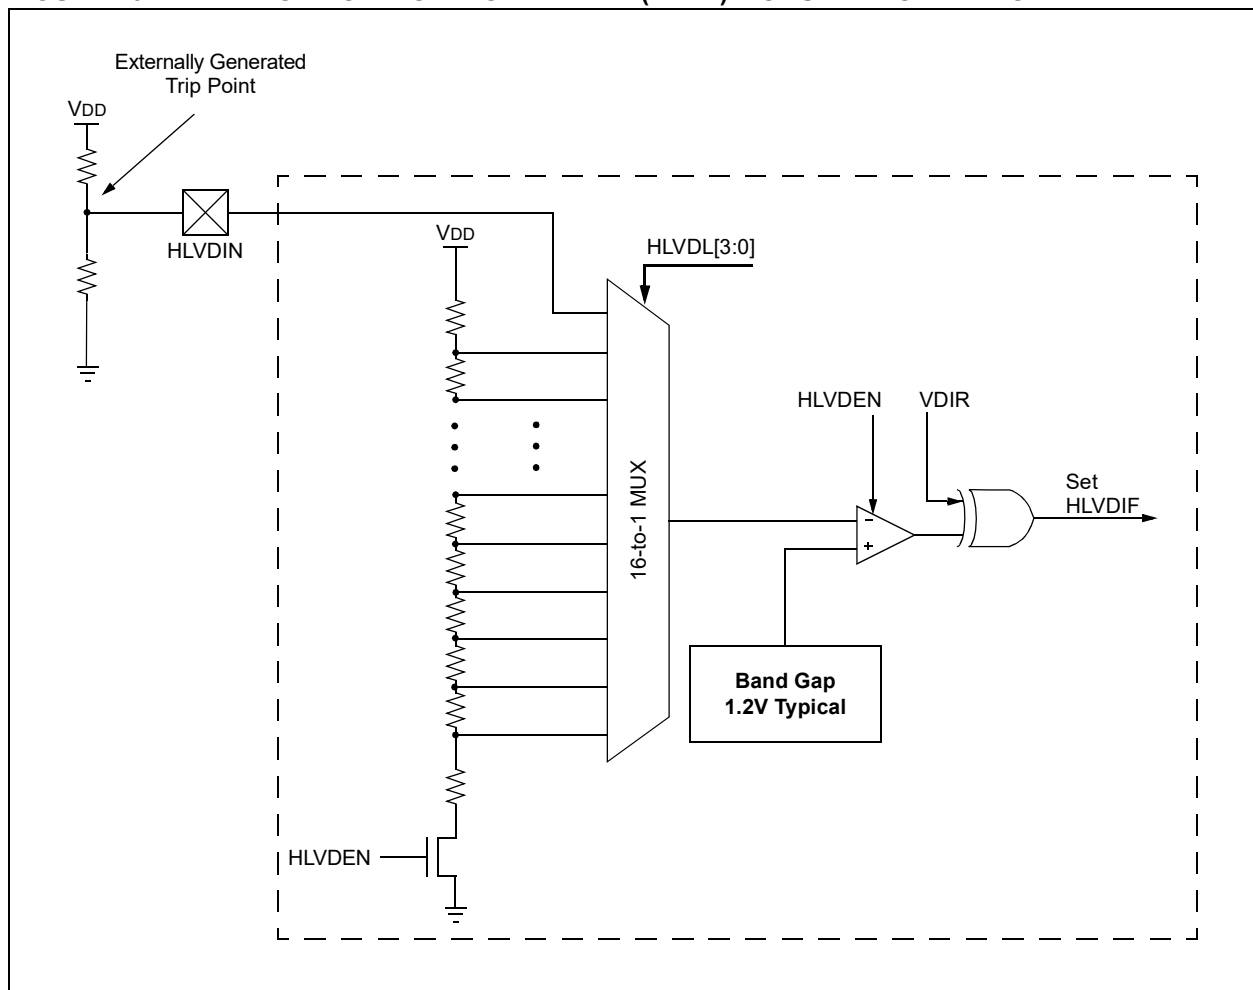 Externally Generated
Trip Point
VDD
HLVDIN
VDD
HLVDL[3:0]
HLVDEN
VDIR
Set
HLVDIF
16-to-1 MUX
–
+
Band Gap
1.2V Typical
HLVDEN